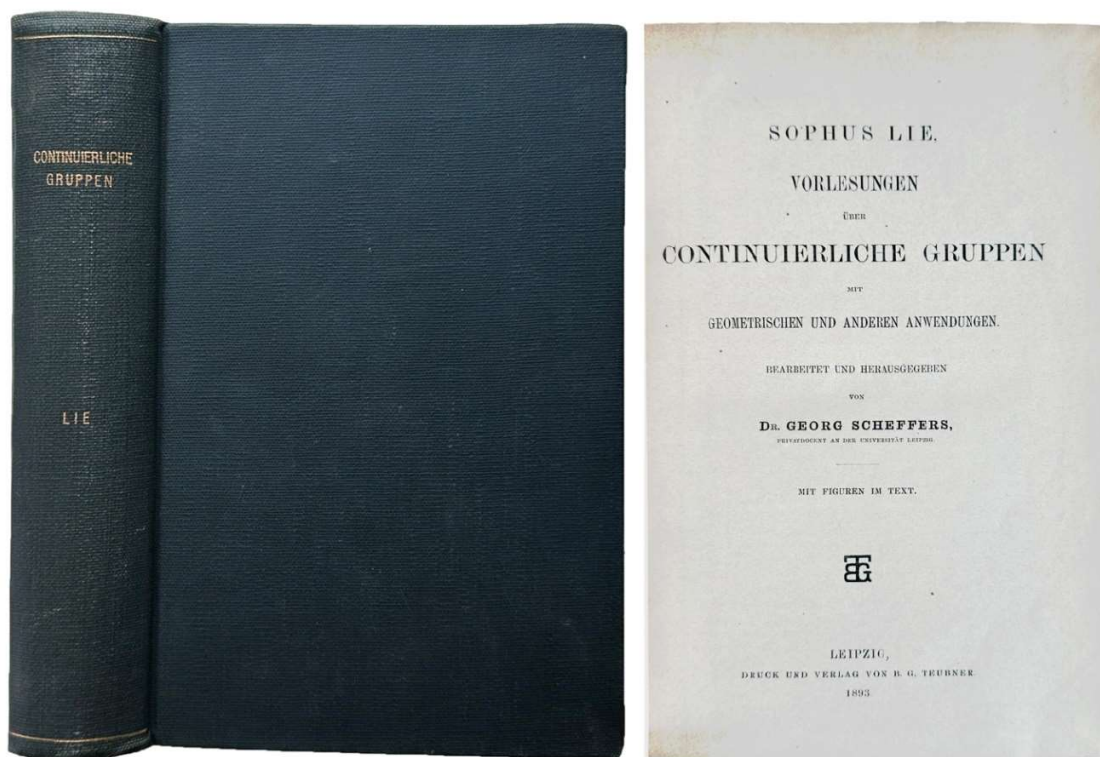 CONTINUIERLICHE
GRUPPEN
LIE
SOPHUS LIE,
VORLESUNGEN
ÜBER
CONTINUIERLICHE GRUPPEN
MIT
GEOMETRISCHEN UND ANDEREN ANWENDUNGEN.
BEARBEITET UND HERAUSGEGEBEN
VON
DR. GEORG SCHEFFERS,
PRIVATDOCENT AN DER UNIVERSITÄT LEIPZIG.
MIT FIGUREN IM TEXT.
BTG
LEIPZIG,
DRUCK UND VERLAG VON B. G. TEUBNER.
1893